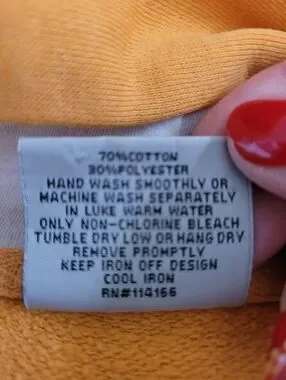 70%COTTON
30%POLYESTER
HAND WASH SMOOTHLY OR
MACHINE WASH SEPARATELY
IN LUKE WARM WATER
ONLY NON-CHLORINE BLEACH
TUMBLE DRY LOW OR HANG DRY
REMOVE PROMPTLY
KEEP IRON OFF DESIGN
COOL IRON
RN#114166